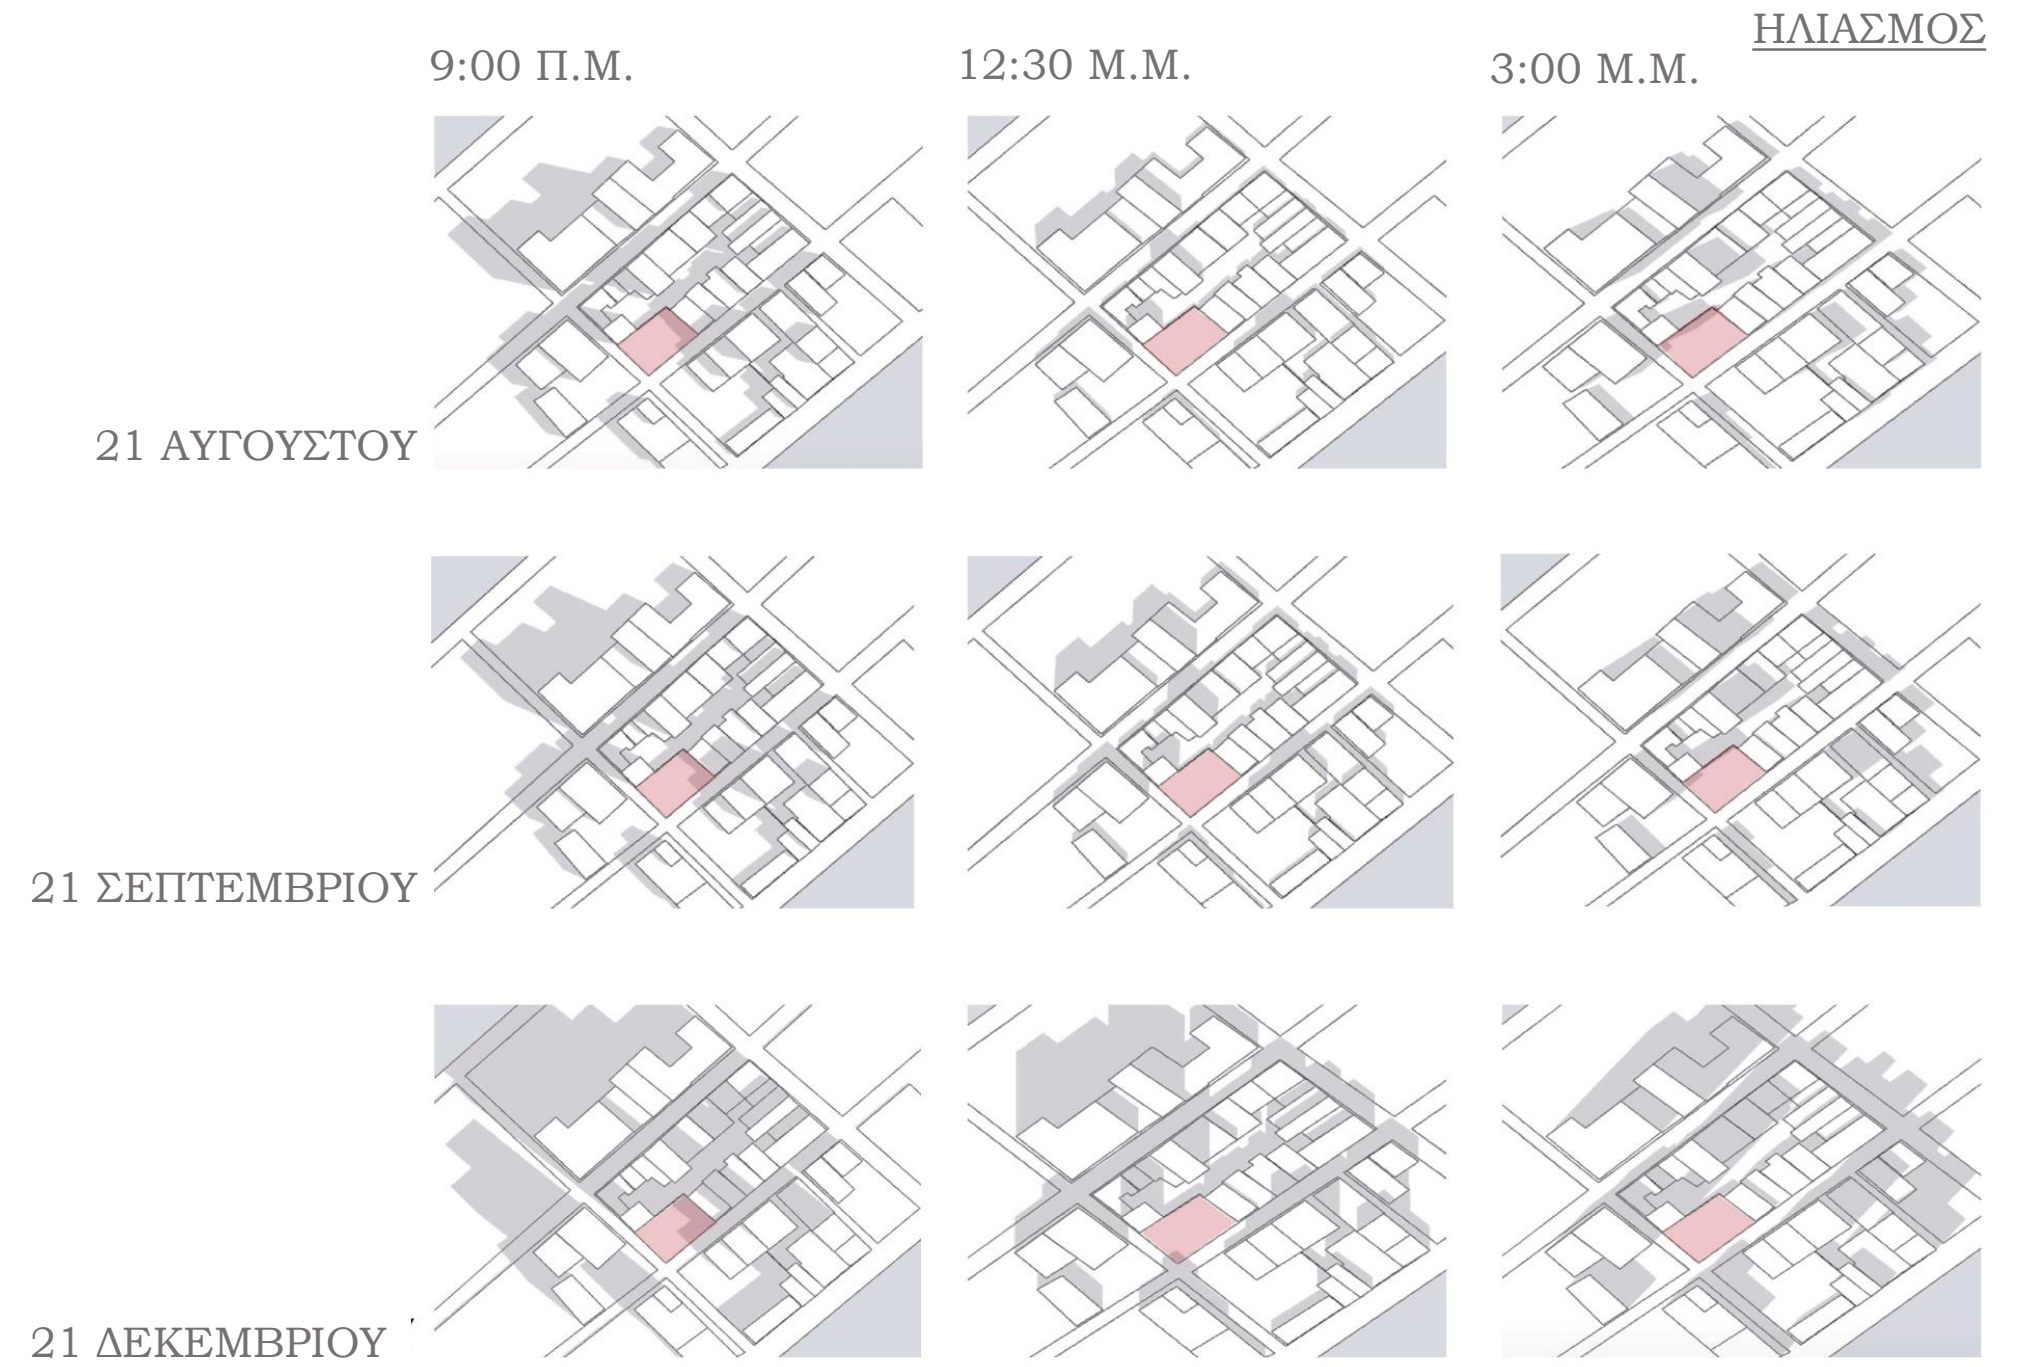 ΗΛΙΑΣΜΟΣ
9:00 Π.Μ.
12:30 Μ.Μ.
3:00 Μ.Μ.
21 ΑΥΓΟΥΣΤΟΥ
21 ΣΕΠΤΕΜΒΡΙΟΥ
21 ΔΕΚΕΜΒΡΙΟΥ